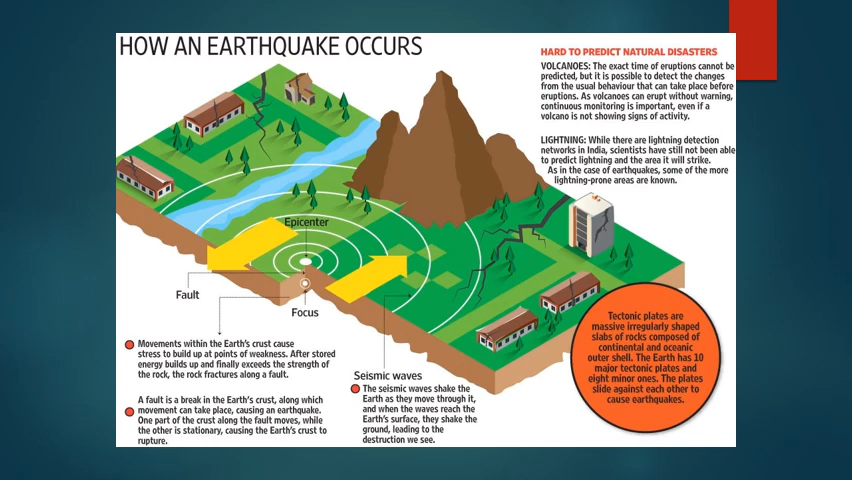 HOW AN EARTHQUAKE OCCURS
HARD TO PREDICT NATURAL DISASTERS
VOLCANOES: The exact time of eruptions cannot be
predicted, but it is possible to detect the changes
from the usual behaviour that can take place before
eruptions. As volcanoes can erupt without warning,
continuous monitoring is important, even if a
volcano is not showing signs of activity.
LIGHTNING: While there are lightning detection
networks in India, scientists have still not been able
to predict lightning and the area it will strike.
As in the case of earthquakes, some of the more
lightning-prone areas are known.
Epicenter
Fault
Focus
Movements within the Earth's crust cause
stress to build up at points of weakness. After stored
energy builds up and finally exceeds the strength of
the rock, the rock fractures along a fault.
A fault is a break in the Earth's crust, along which
movement can take place, causing an earthquake.
One part of the crust along the fault moves, while
the other is stationary, causing the Earth's crust to
rupture.
Seismic waves
The seismic waves shake the
Earth as they move through it,
and when the waves reach the
Earth's surface, they shake the
ground, leading to the
destruction we see.
Tectonic plates are
massive irregularly shaped
slabs of rocks composed of
continental and oceanic
outer shell. The Earth has 10
major tectonic plates and
eight minor ones. The plates
slide against each other to
cause earthquakes.